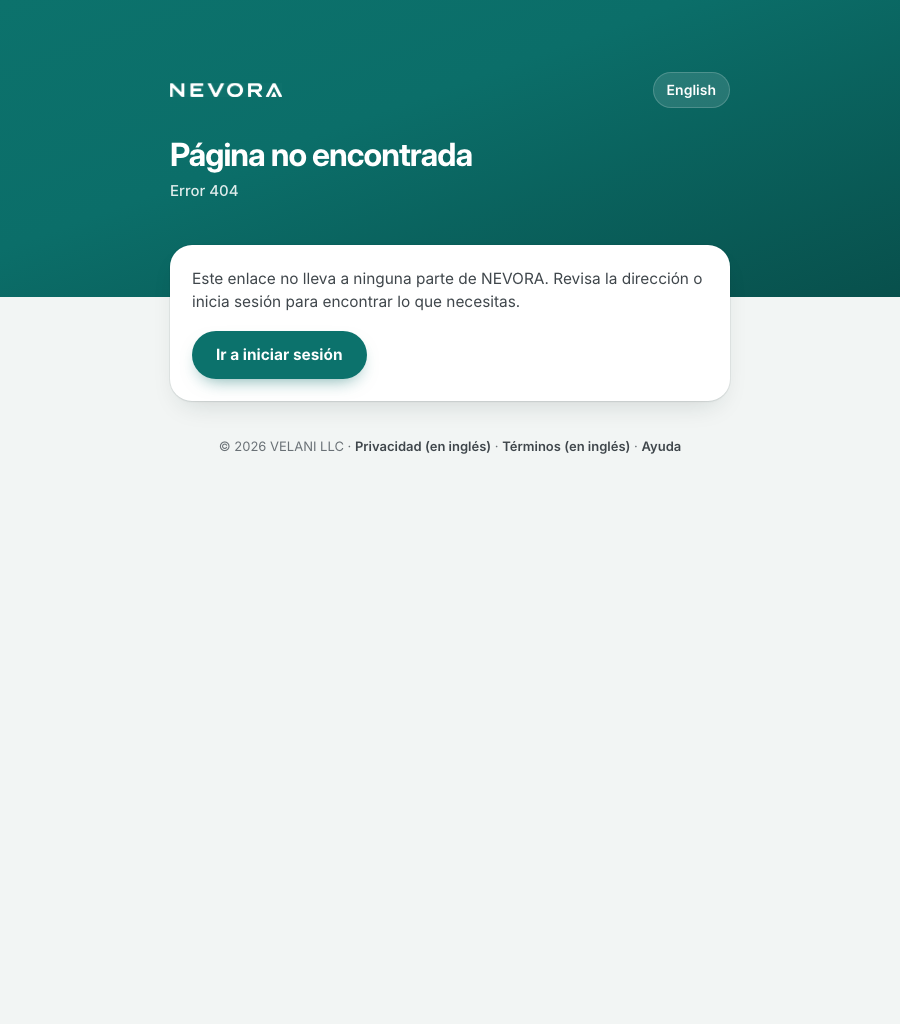 NEVORA
English
Página no encontrada
Error 404
Este enlace no lleva a ninguna parte de NEVORA. Revisa la dirección o
inicia sesión para encontrar lo que necesitas.
Ir a iniciar sesión
© 2026 VELANI LLC · Privacidad (en inglés) · Términos (en inglés) · Ayuda